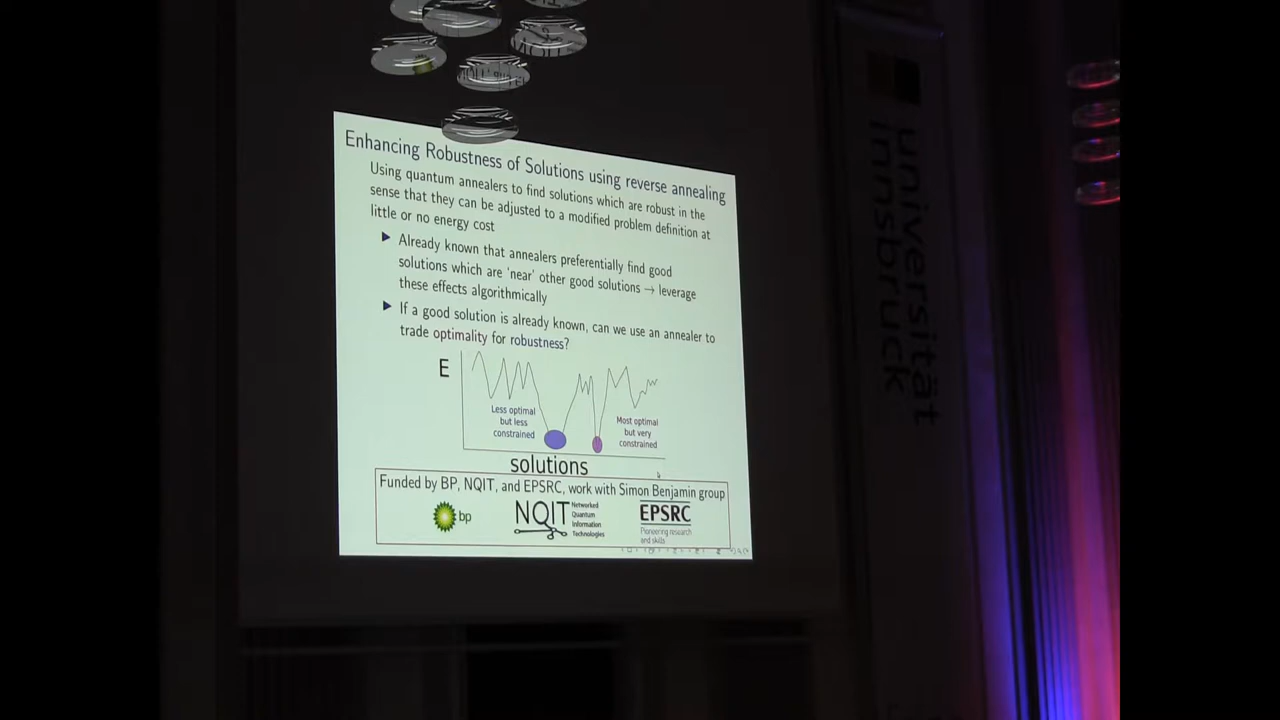 Enhancing Robustness of Solutions using reverse annealing
Using quantum annealers to find solutions which are robust in the
sense that they can be adjusted to a modified problem definition at
little or no energy cost
▶ Already known that annealers preferentially find good
solutions which are ‘near’ other good solutions → leverage
these effects algorithmically
▶ If a good solution is already known, can we use an annealer to
trade optimality for robustness?
E
Less optimal
but less
constrained
Most optimal
but very
constrained
solutions
Funded by BP, NQIT, and EPSRC, work with Simon Benjamin group
bp
NQIT
Networked
Quantum
Information
Technologies
EPSRC
Pioneering research
and skills
universität
innsbruck